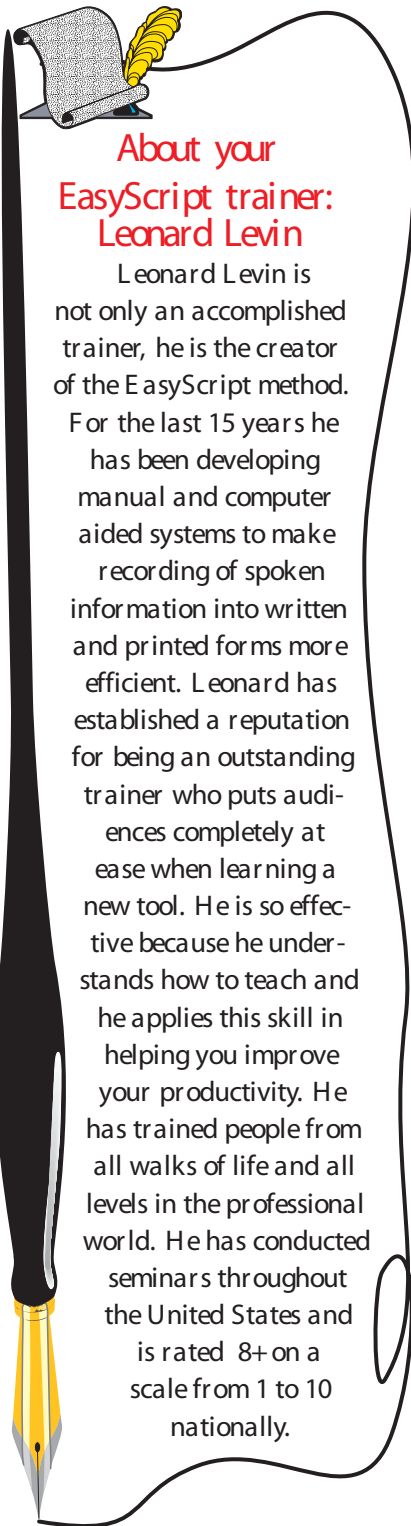 About your
EasyScript trainer:
Leonard Levin
Leonard Levin is
not only an accomplished
trainer, he is the creator
of the EasyScript method.
For the last 15 years he
has been developing
manual and computer
aided systems to make
recording of spoken
information into written
and printed forms more
efficient. Leonard has
established a reputation
for being an outstanding
trainer who puts audi-
ences completely at
ease when learning a
new tool. He is so effec-
tive because he under-
stands how to teach and
he applies this skill in
helping you improve
your productivity. He
has trained people from
all walks of life and all
levels in the professional
world. He has conducted
seminars throughout
the United States and
is rated 8+ on a
scale from 1 to 10
nationally.